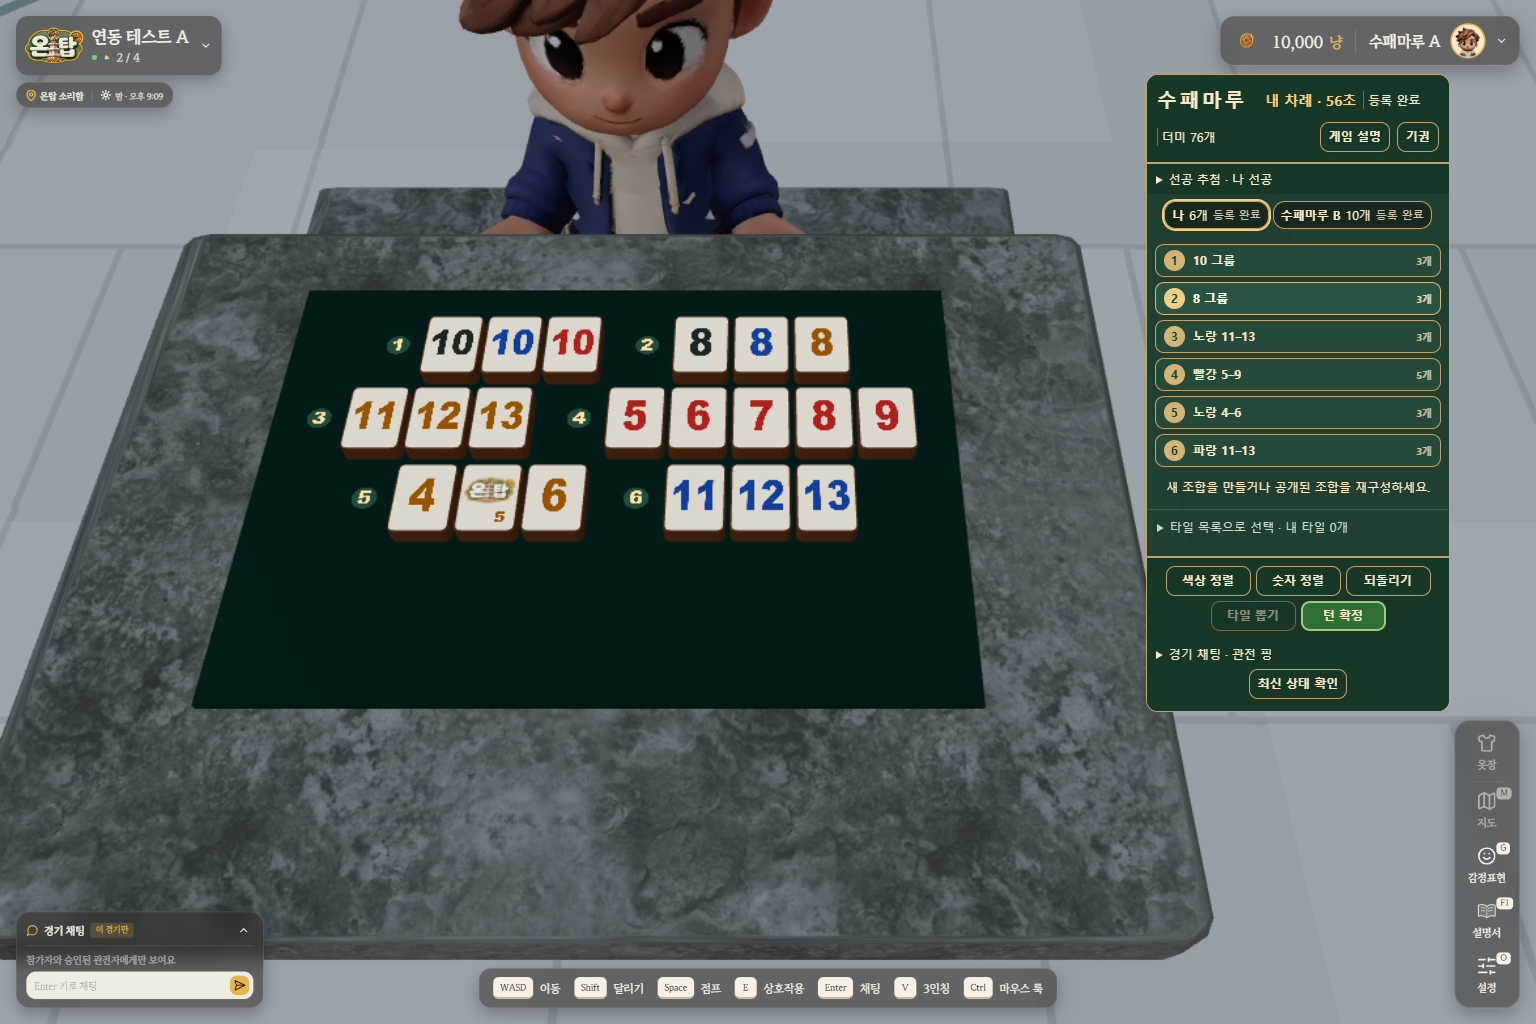 온탑
연동 테스트 A
2 / 4
온탑 소리함
밤 · 오후 9:09
10,000 냥
수패마루 A
수패마루
내 차례 · 56초
등록 완료
더미 76개
게임 설명
기권
▶ 선공 추첨 · 나 선공
나 6개 등록 완료
수패마루 B 10개 등록 완료
1 10 그룹 3개
2 8 그룹 3개
3 노랑 11–13 3개
4 빨강 5–9 5개
5 노랑 4–6 3개
6 파랑 11–13 3개
새 조합을 만들거나 공개된 조합을 재구성하세요.
▶ 타일 목록으로 선택 · 내 타일 0개
색상 정렬
숫자 정렬
되돌리기
타일 뽑기
턴 확정
▶ 경기 채팅 · 관전 핑
최신 상태 확인
1 10 10 10
2 8 8 8
3 11 12 13
4 5 6 7 8 9
5 4 온탑 5 6
6 11 12 13
옷장
M
지도
G
감정표현
F1
설명서
O
설정
경기 채팅
이 경기만
참가자와 승인된 관전자에게만 보여요
Enter 키로 채팅
WASD 이동
Shift 달리기
Space 점프
E 상호작용
Enter 채팅
V 3인칭
Ctrl 마우스 룩